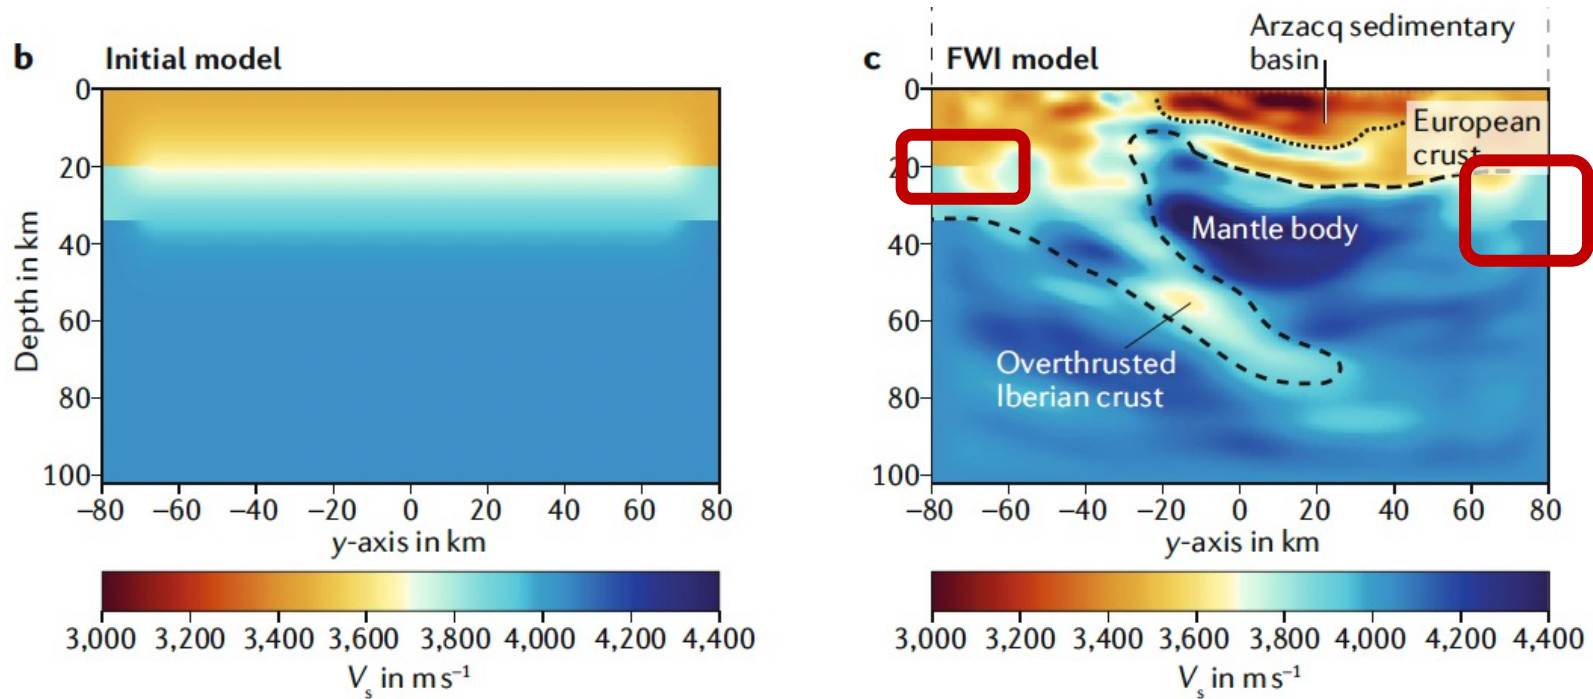 b Initial model
0
20
40
60
80
100
Depth in km
−80 −60 −40 −20 0 20 40 60 80
y-axis in km
3,000 3,200 3,400 3,600 3,800 4,000 4,200 4,400
Vs in m s−1
c FWI model
Arzacq sedimentary
basin
0
20
40
60
80
100
European
crust
Mantle body
Overthrusted
Iberian crust
−80 −60 −40 −20 0 20 40 60 80
y-axis in km
3,000 3,200 3,400 3,600 3,800 4,000 4,200 4,400
Vs in m s−1